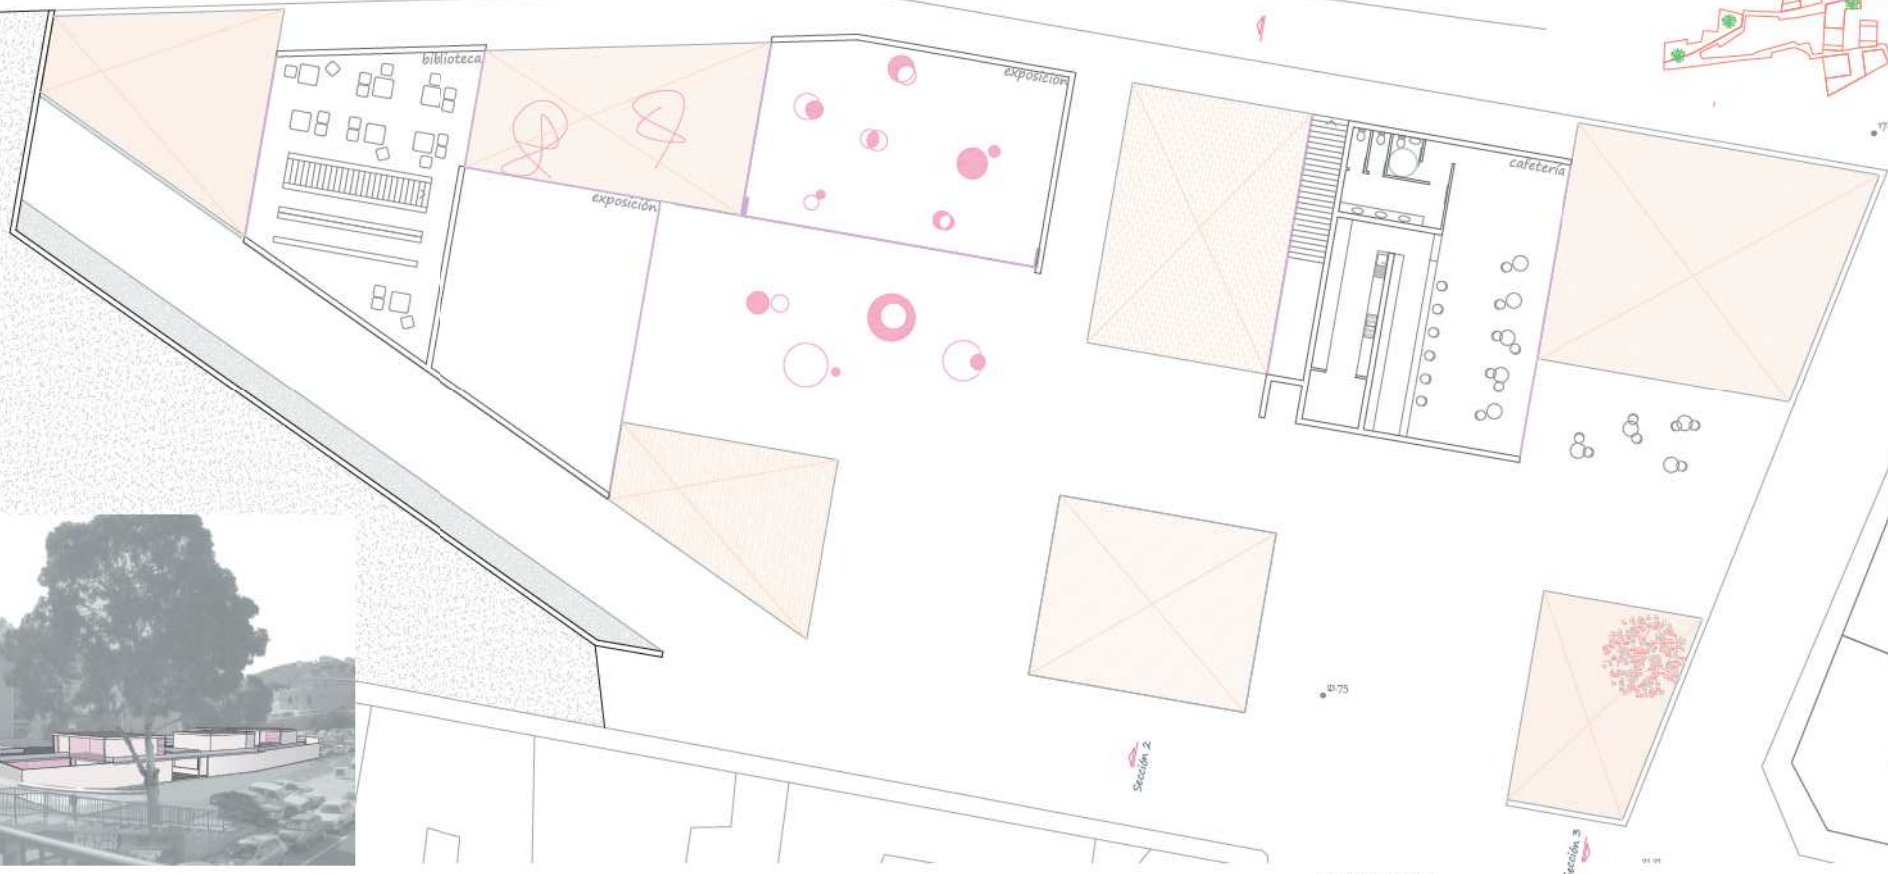 biblioteca
exposición
exposición
cafetería
Sección 2
Sección 3